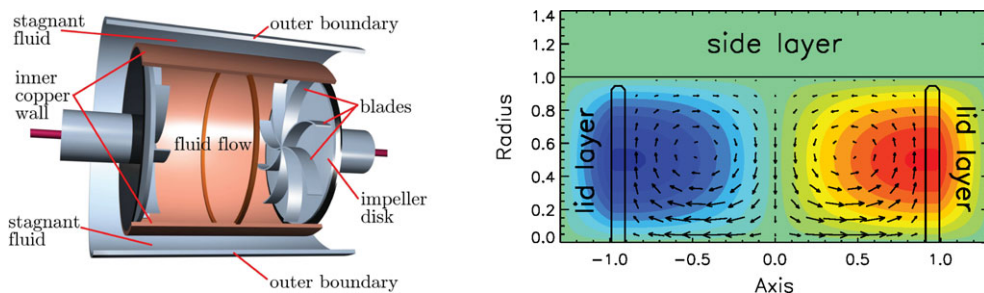 stagnant
fluid
outer boundary
inner
copper
wall
blades
fluid flow
impeller
disk
stagnant
fluid
outer boundary
1.4
1.2
1.0
0.8
0.6
0.4
0.2
0.0
Radius
side layer
lid layer
lid layer
-1.0
-0.5
0.0
0.5
1.0
Axis